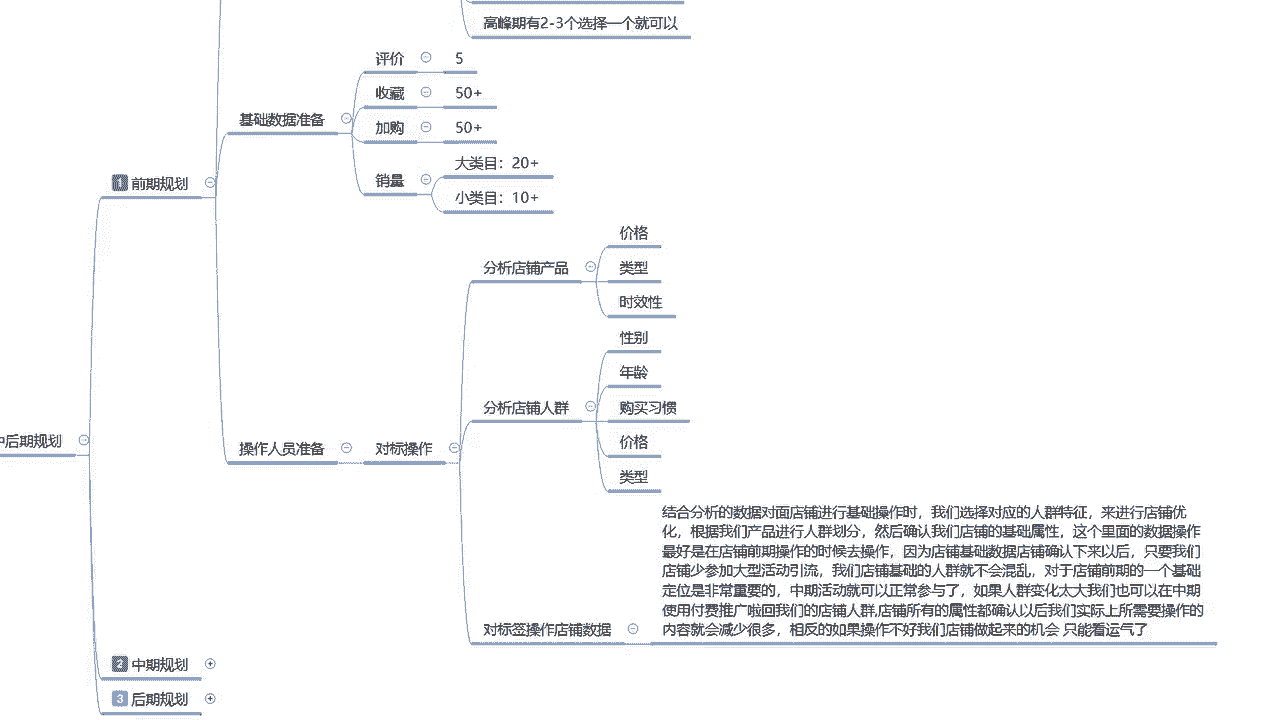 高峰期有2-3个选择一个就可以
评价
5
收藏
50+
基础数据准备
加购
50+
大类目：20+
销量
小类目：10+
1 前期规划
价格
分析店铺产品
类型
时效性
性别
年龄
分析店铺人群
购买习惯
价格
类型
后期规划
操作人员准备
对标操作
结合分析的数据对面店铺进行基础操作时，我们选择对应的人群特征，来进行店铺优
化，根据我们产品进行人群划分，然后确认我们店铺的基础属性，这个里面的数据操作
最好是在店铺前期操作的时候去操作，因为店铺基础数据店铺确认下来以后，只要我们
店铺少参加大型活动引流，我们店铺基础的人群就不会混乱，对于店铺前期的一个基础
定位是非常重要的，中期活动就可以正常参与了，如果人群变化太大我们也可以在中期
使用付费推广啦回我们的店铺人群,店铺所有的属性都确认以后我们实际上所需要操作的
内容就会减少很多，相反的如果操作不好我们店铺做起来的机会 只能看运气了
对标签操作店铺数据
2 中期规划
3 后期规划